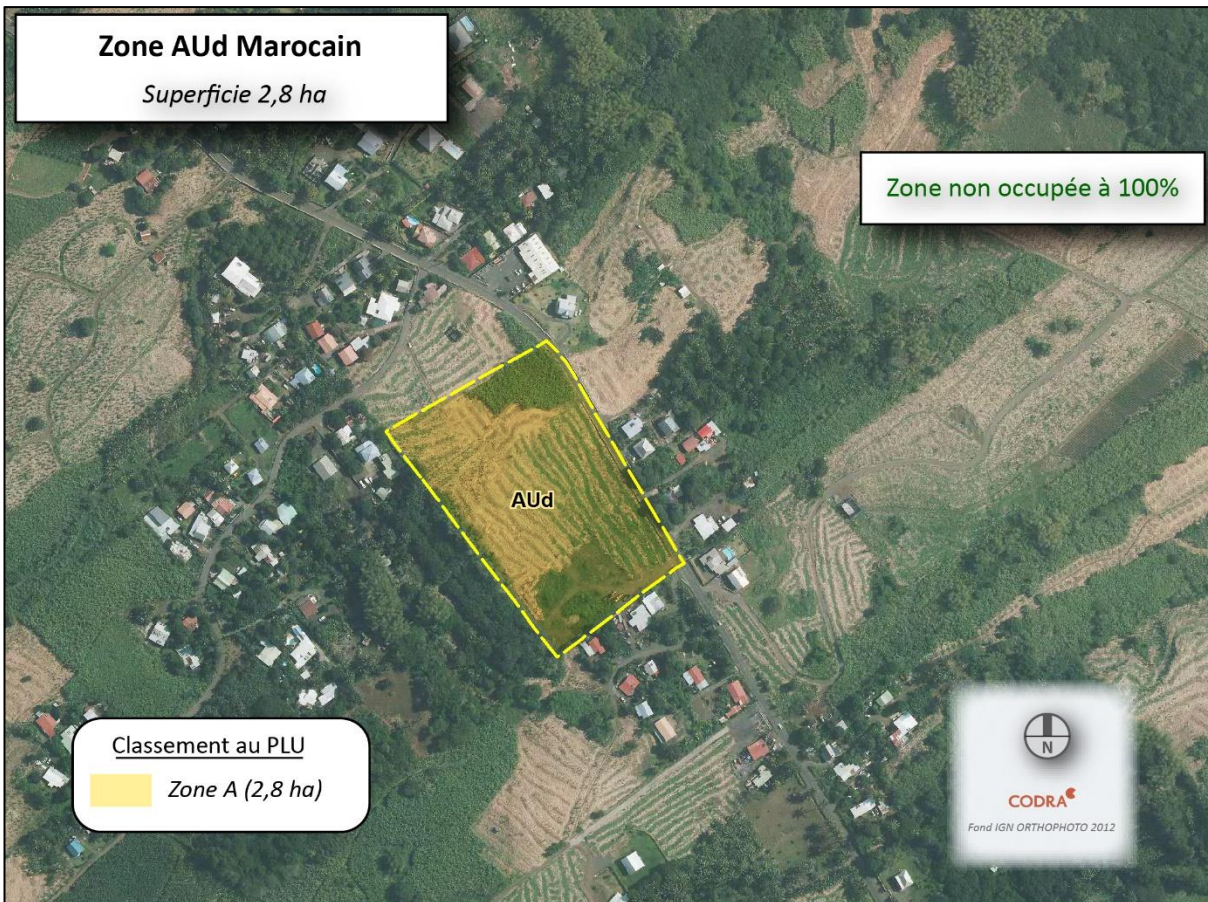 Zone AUd Marocain
Superficie 2,8 ha
Zone non occupée à 100%
AUd
Classement au PLU
Zone A (2,8 ha)
N
CODRA
Fond IGN ORTHOPHOTO 2012